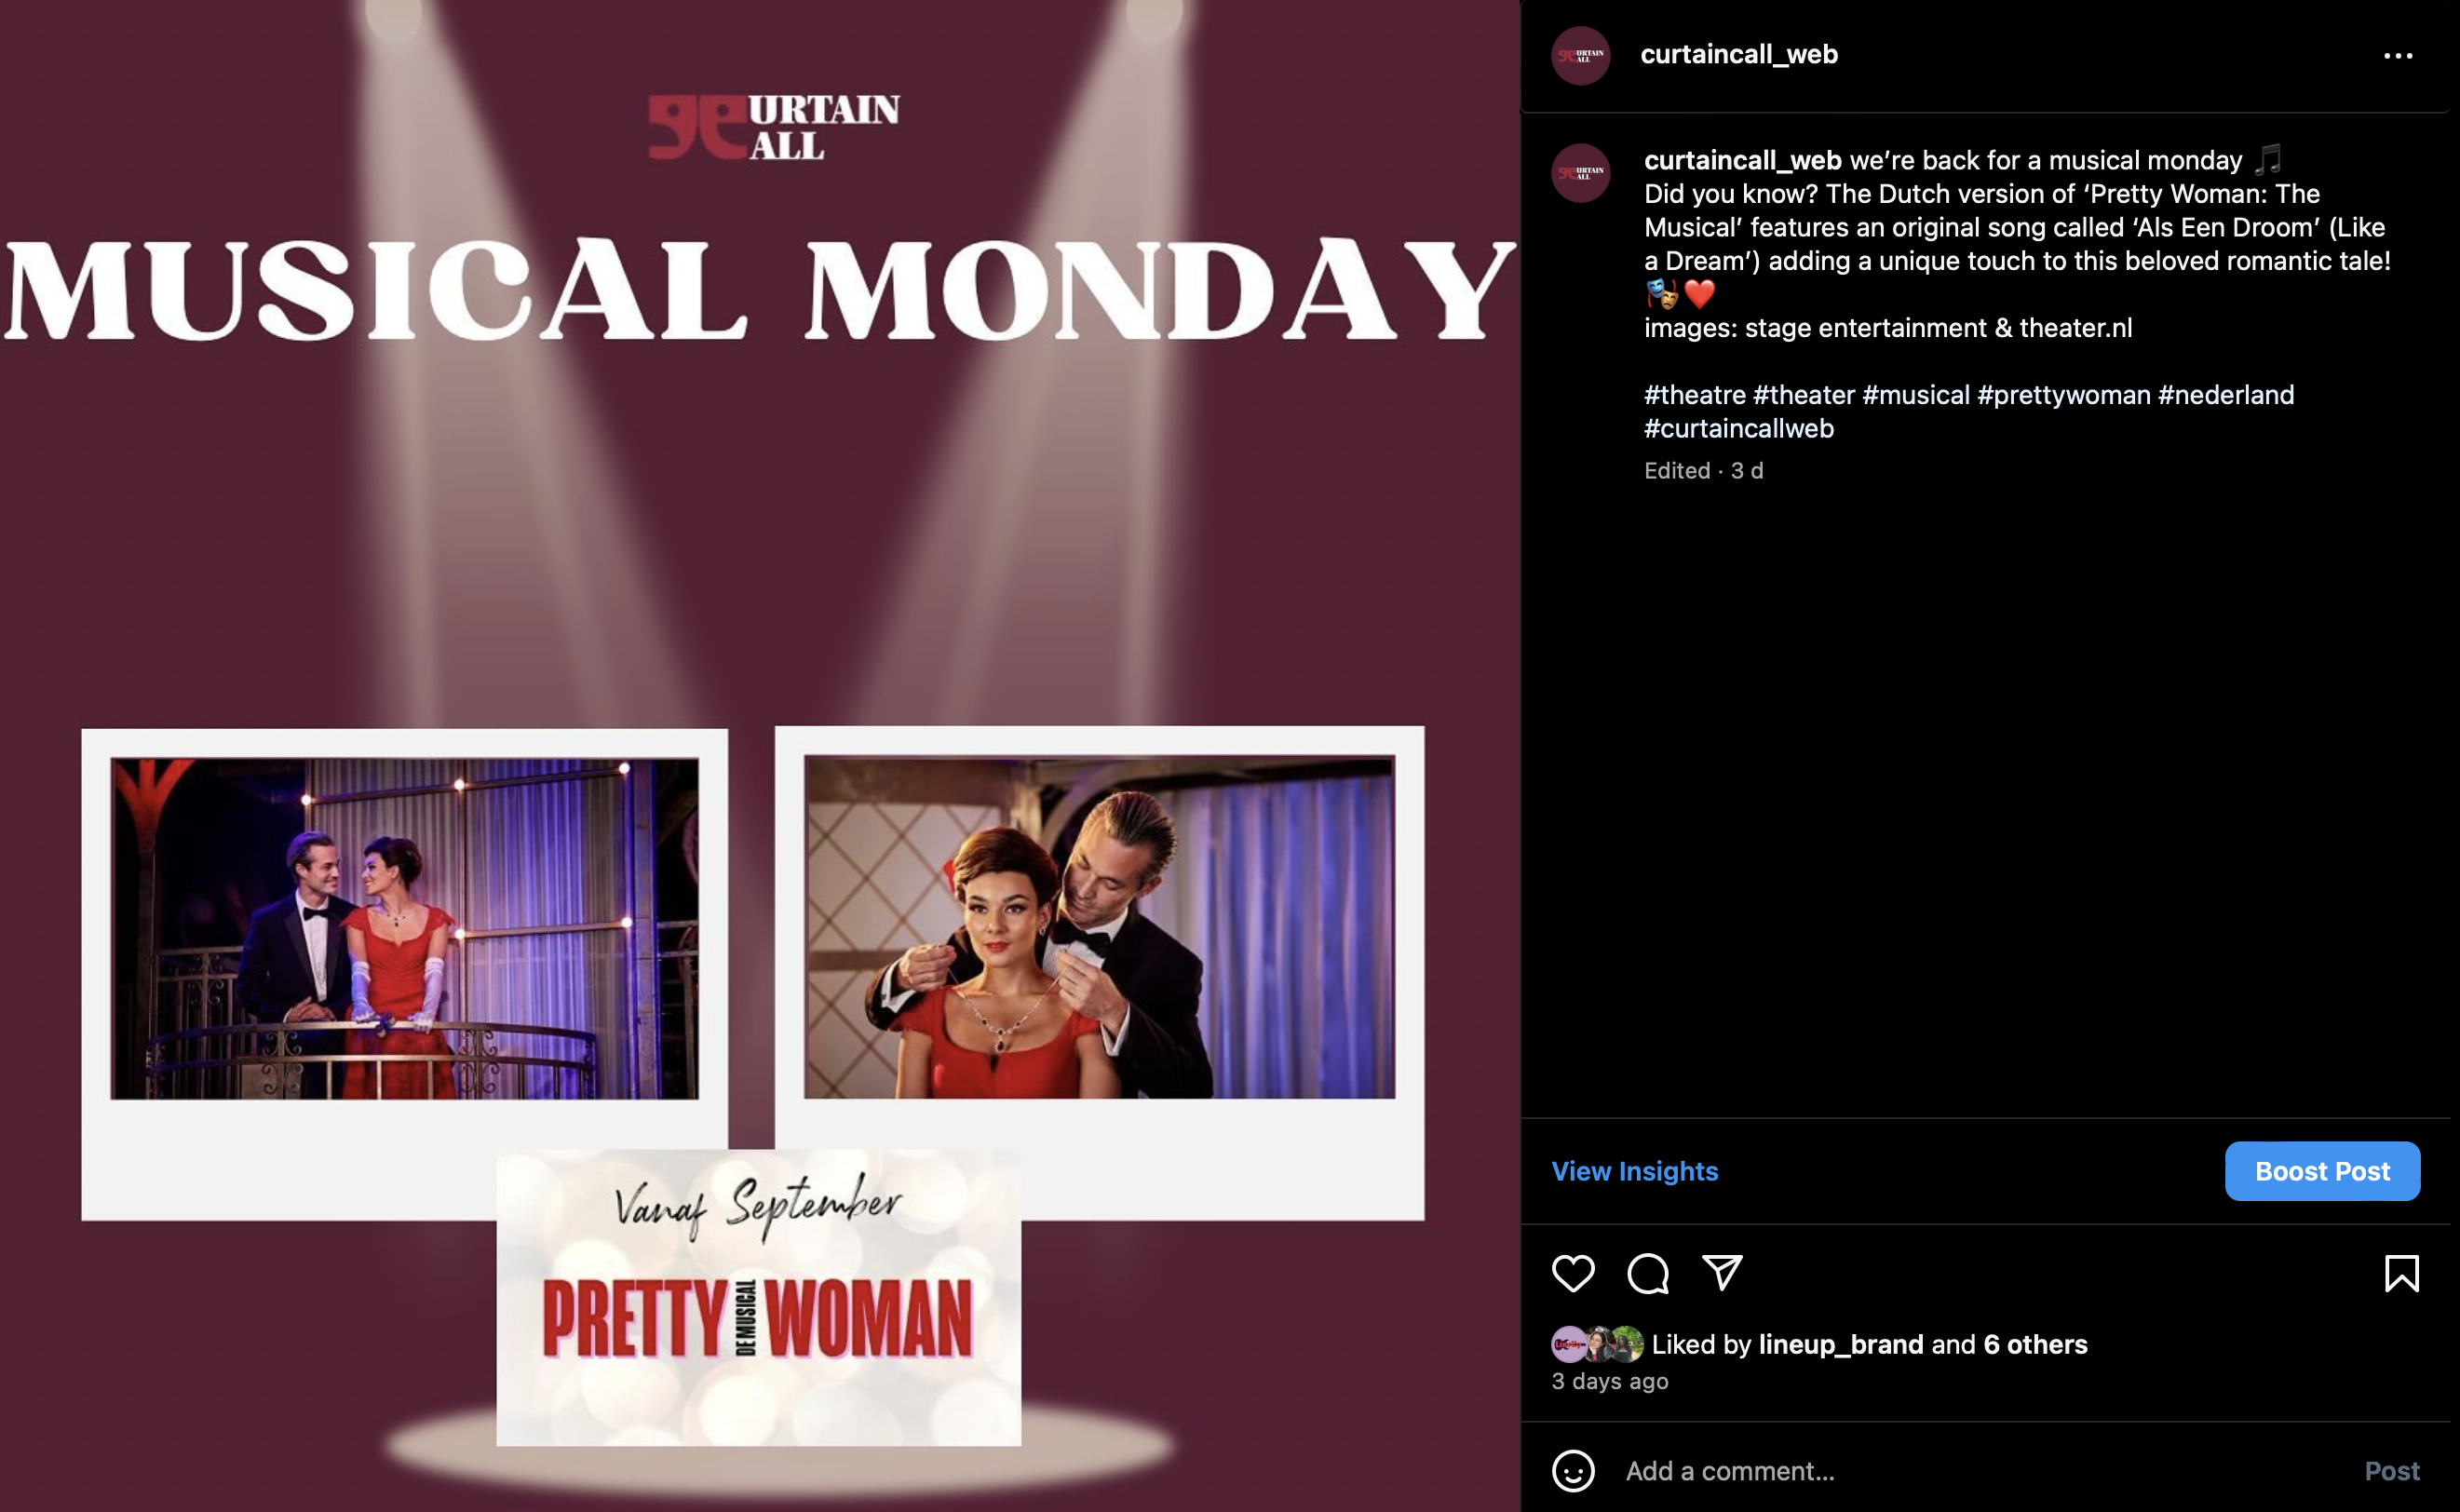 URTAIN
ALL
MUSICAL MONDAY
Vanaf September
PRETTY DE MUSICAL WOMAN
curtaincall_web
curtaincall_web we’re back for a musical monday 🎵
Did you know? The Dutch version of ‘Pretty Woman: The
Musical’ features an original song called ‘Als Een Droom’ (Like
a Dream’) adding a unique touch to this beloved romantic tale!
🎭❤️
images: stage entertainment & theater.nl
#theatre #theater #musical #prettywoman #nederland
#curtaincallweb
Edited · 3 d
View Insights
Boost Post
Liked by lineup_brand and 6 others
3 days ago
Add a comment...
Post